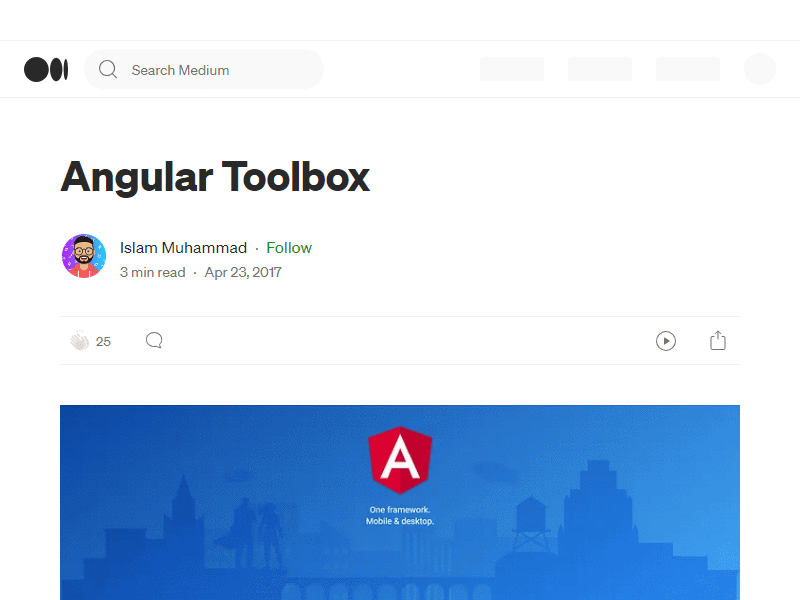 Search Medium
Angular Toolbox
Islam Muhammad · Follow
3 min read · Apr 23, 2017
25
A
One framework.
Mobile & desktop.